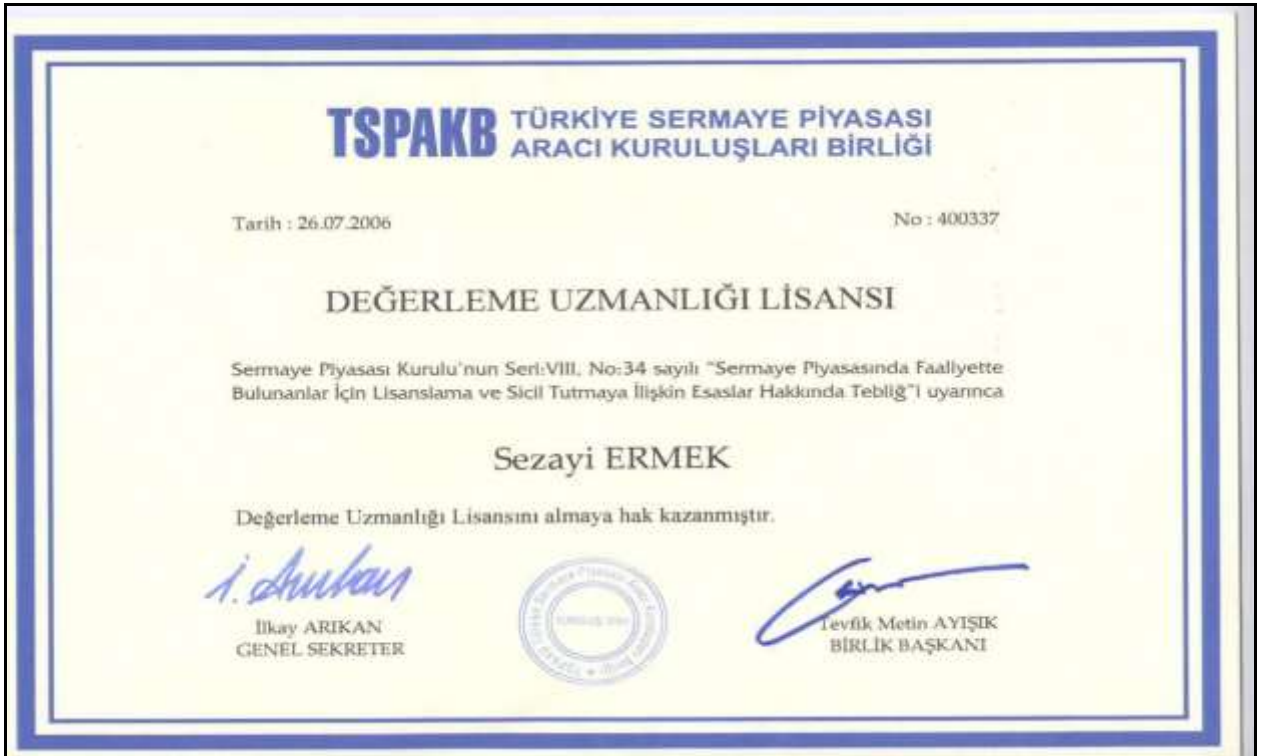 TSPAKB TÜRKİYE SERMAYE PİYASASI
ARACI KURULUŞLARI BİRLİĞİ
Tarih : 26.07.2006
No : 400337
DEĞERLEME UZMANLIĞI LİSANSI
Sermaye Piyasası Kurulu'nun Seri:VIII, No:34 sayılı "Sermaye Piyasasında Faaliyette
Bulunanlar İçin Lisanslama ve Sicil Tutmaya İlişkin Esaslar Hakkında Tebliğ"i uyarınca
Sezayi ERMEK
Değerleme Uzmanlığı Lisansını almaya hak kazanmıştır.
İlkay ARIKAN
GENEL SEKRETER
Tevfik Metin AYIŞIK
BİRLİK BAŞKANI